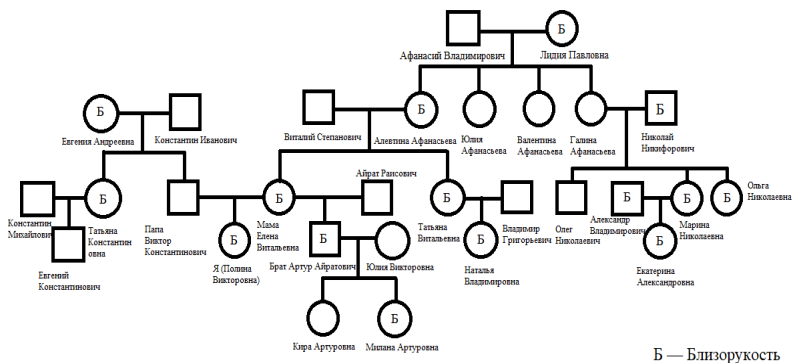 Б
Афанасий Владимирович
Лидия Павловна
Б
Евгения Андреевна
Константин Иванович
Виталий Степанович
Б
Алевтина Афанасьева
Юлия
Афанасьева
Б
Валентина
Афанасьева
Галина
Афанасьева
Б
Николай
Никифорович
Константин
Михайлович
Б
Татьяна
Константин
овна
Евгений
Константинович
Папа
Виктор
Константинович
Б
Мама
Елена
Витальевна
Айрат Раисович
Б
Татьяна
Витальевна
Владимир
Григорьевич
Олег
Николаевич
Б
Александр
Владимирович
Б
Марина
Николаевна
Б
Ольга
Николаевна
Б
Я (Полина
Викторовна)
Б
Брат Артур Айратович
Юлия Викторовна
Б
Наталья
Владимировна
Б
Екатерина
Александровна
Кира Артуровна
Б
Милана Артуровна
Б — Близорукость